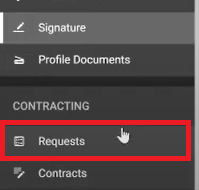 Signature
Profile Documents
CONTRACTING
Requests
Contracts